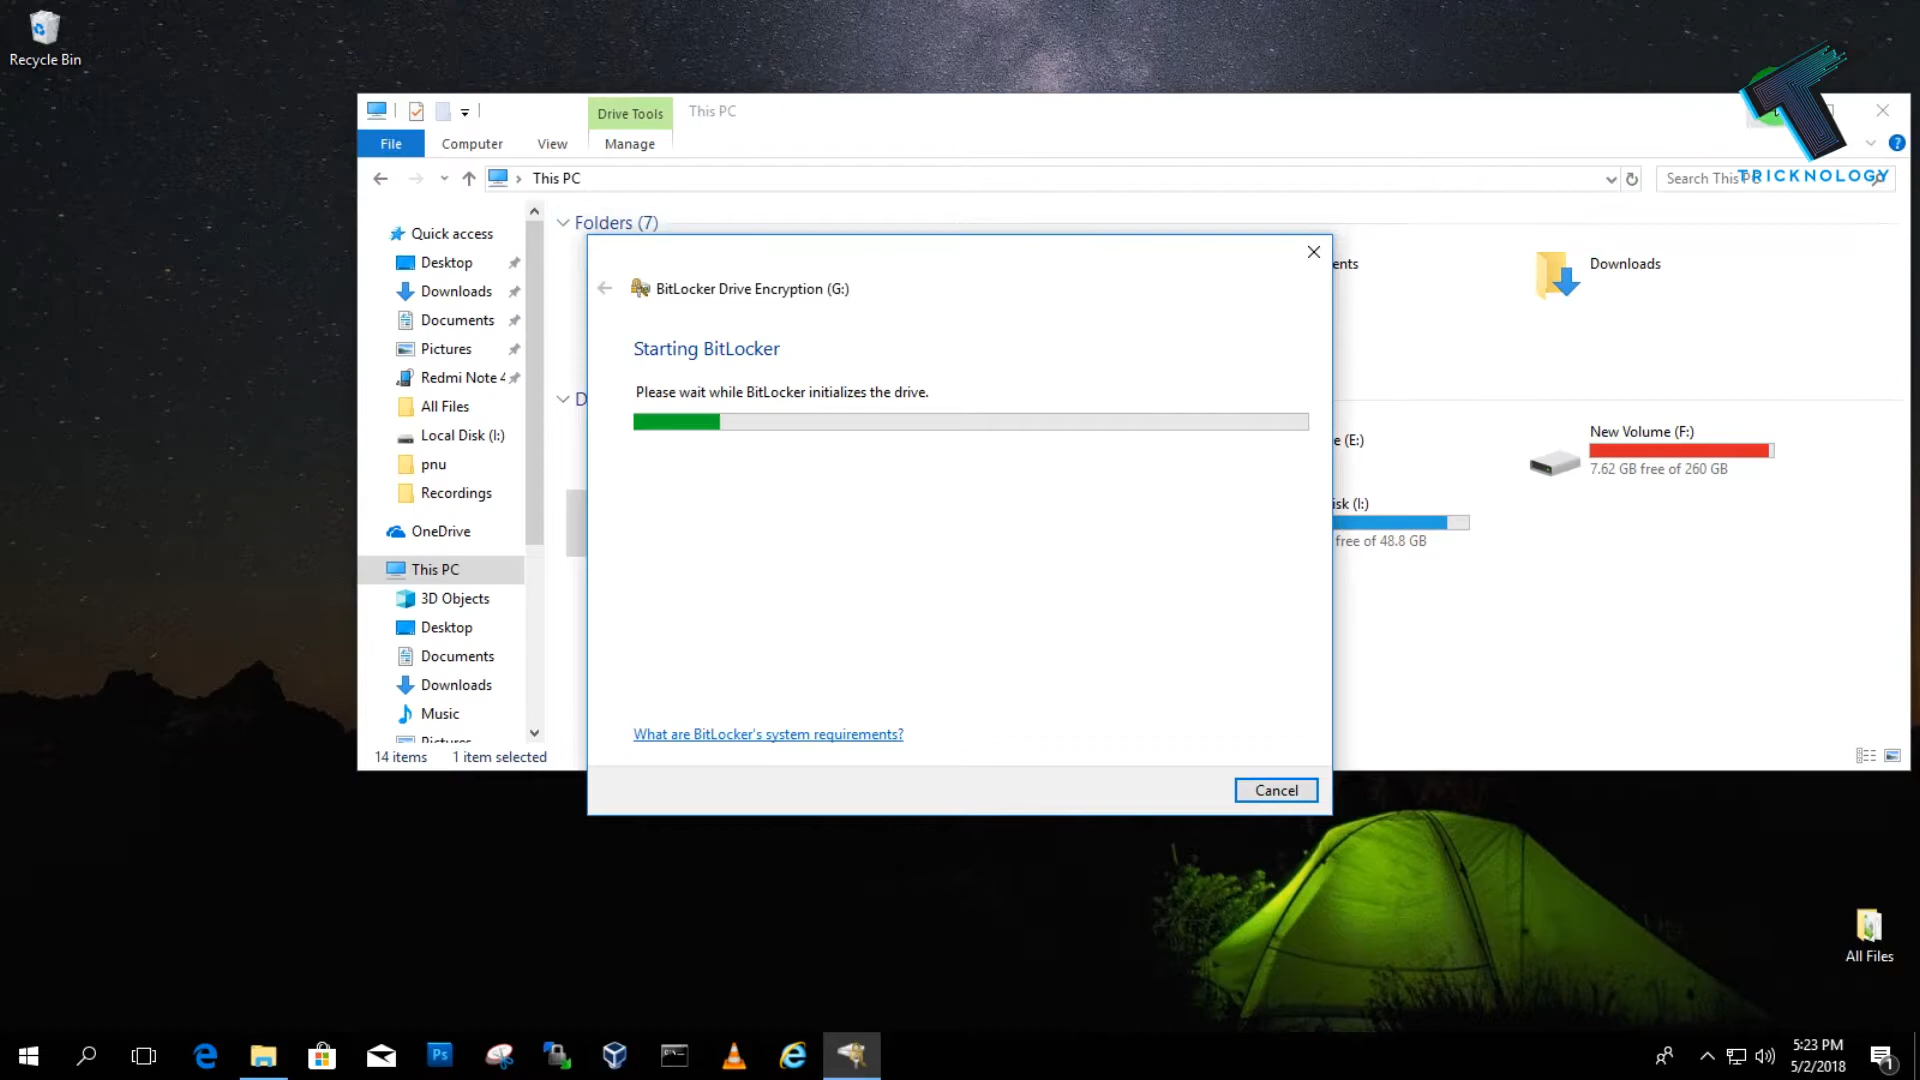 Recycle Bin
Drive Tools
This PC
File
Computer
View
Manage
This PC
Search This
TRICKNOLOGY
Quick access
Desktop
Downloads
Documents
Pictures
Redmi Note 4
All Files
Local Disk (I:)
pnu
Recordings
OneDrive
This PC
3D Objects
Desktop
Documents
Downloads
Music
Pictures
14 items
1 item selected
Folders (7)
D
ents
Downloads
e (E:)
New Volume (F:)
7.62 GB free of 260 GB
isk (I:)
free of 48.8 GB
BitLocker Drive Encryption (G:)
Starting BitLocker
Please wait while BitLocker initializes the drive.
What are BitLocker's system requirements?
Cancel
All Files
Ps
5:23 PM
5/2/2018
1